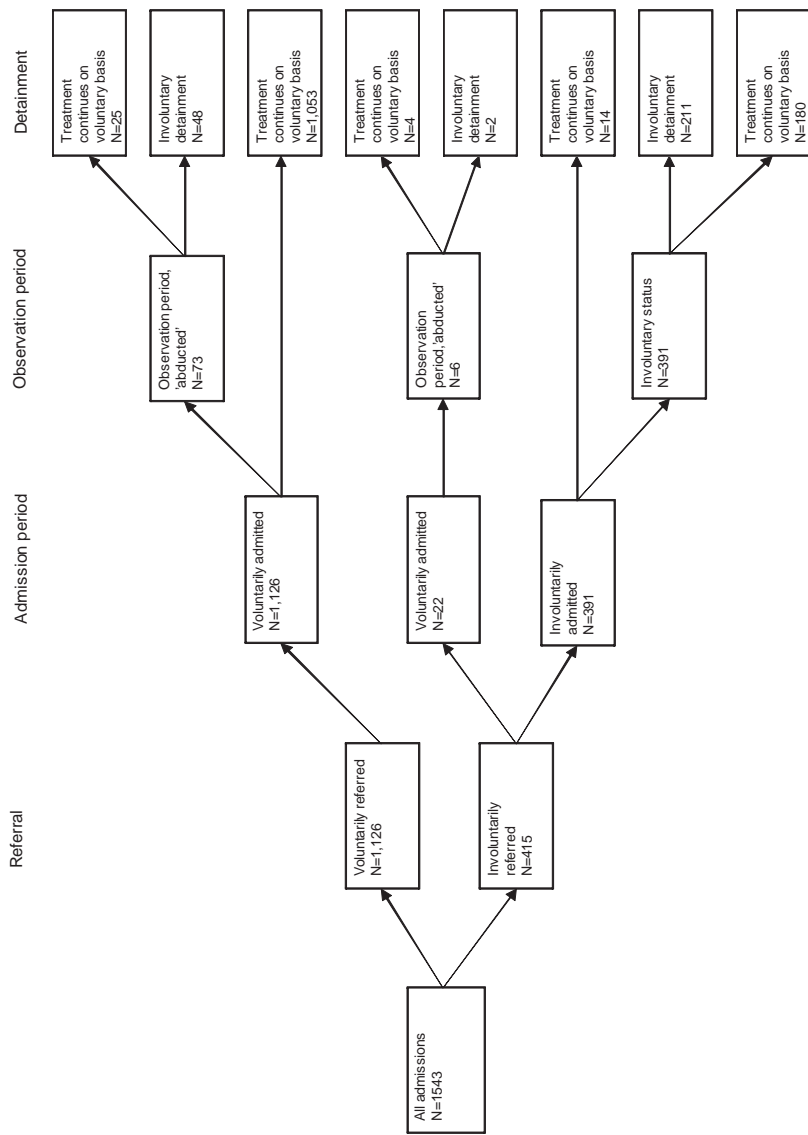 Referral
Admission period
Observation period
Detainment
All admissions
N=1543
Voluntarily referred
N=1,126
Involuntarily
referred
N=415
Voluntarily admitted
N=1,126
Voluntarily admitted
N=22
Involuntarily
admitted
N=391
Observation period,
'abducted'
N=73
Observation
period,'abducted'
N=6
Involuntary status
N=391
Treatment
continues on
voluntary basis
N=25
Involuntary
detainment
N=48
Treatment
continues on
voluntary basis
N=1,053
Treatment
continues on
voluntary basis
N=4
Involuntary
detainment
N=2
Treatment
continues on
voluntary basis
N=14
Involuntary
detainment
N=211
Treatment
continues on
voluntary basis
N=180